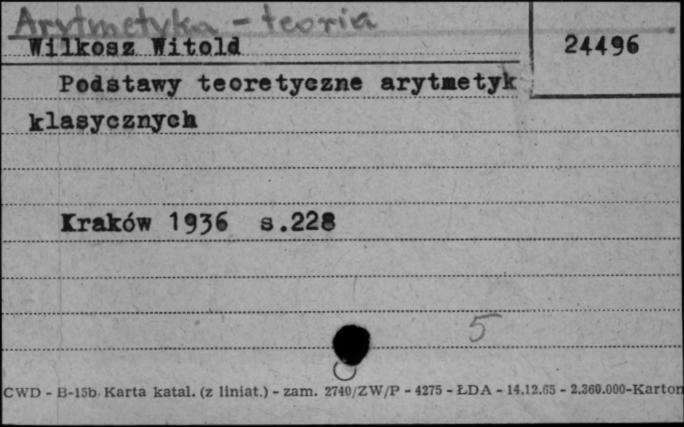 Arytmetyka - teoria
Wilkosz Witold
24496
Podstawy teoretyczne arytmetyk
klasycznych
Kraków 1936 s.228
5
CWD - B-15b Karta katal. (z liniat.) - zam. 2740/ZW/P - 4275 - ŁDA - 14.12.65 - 2.360.000-Karton